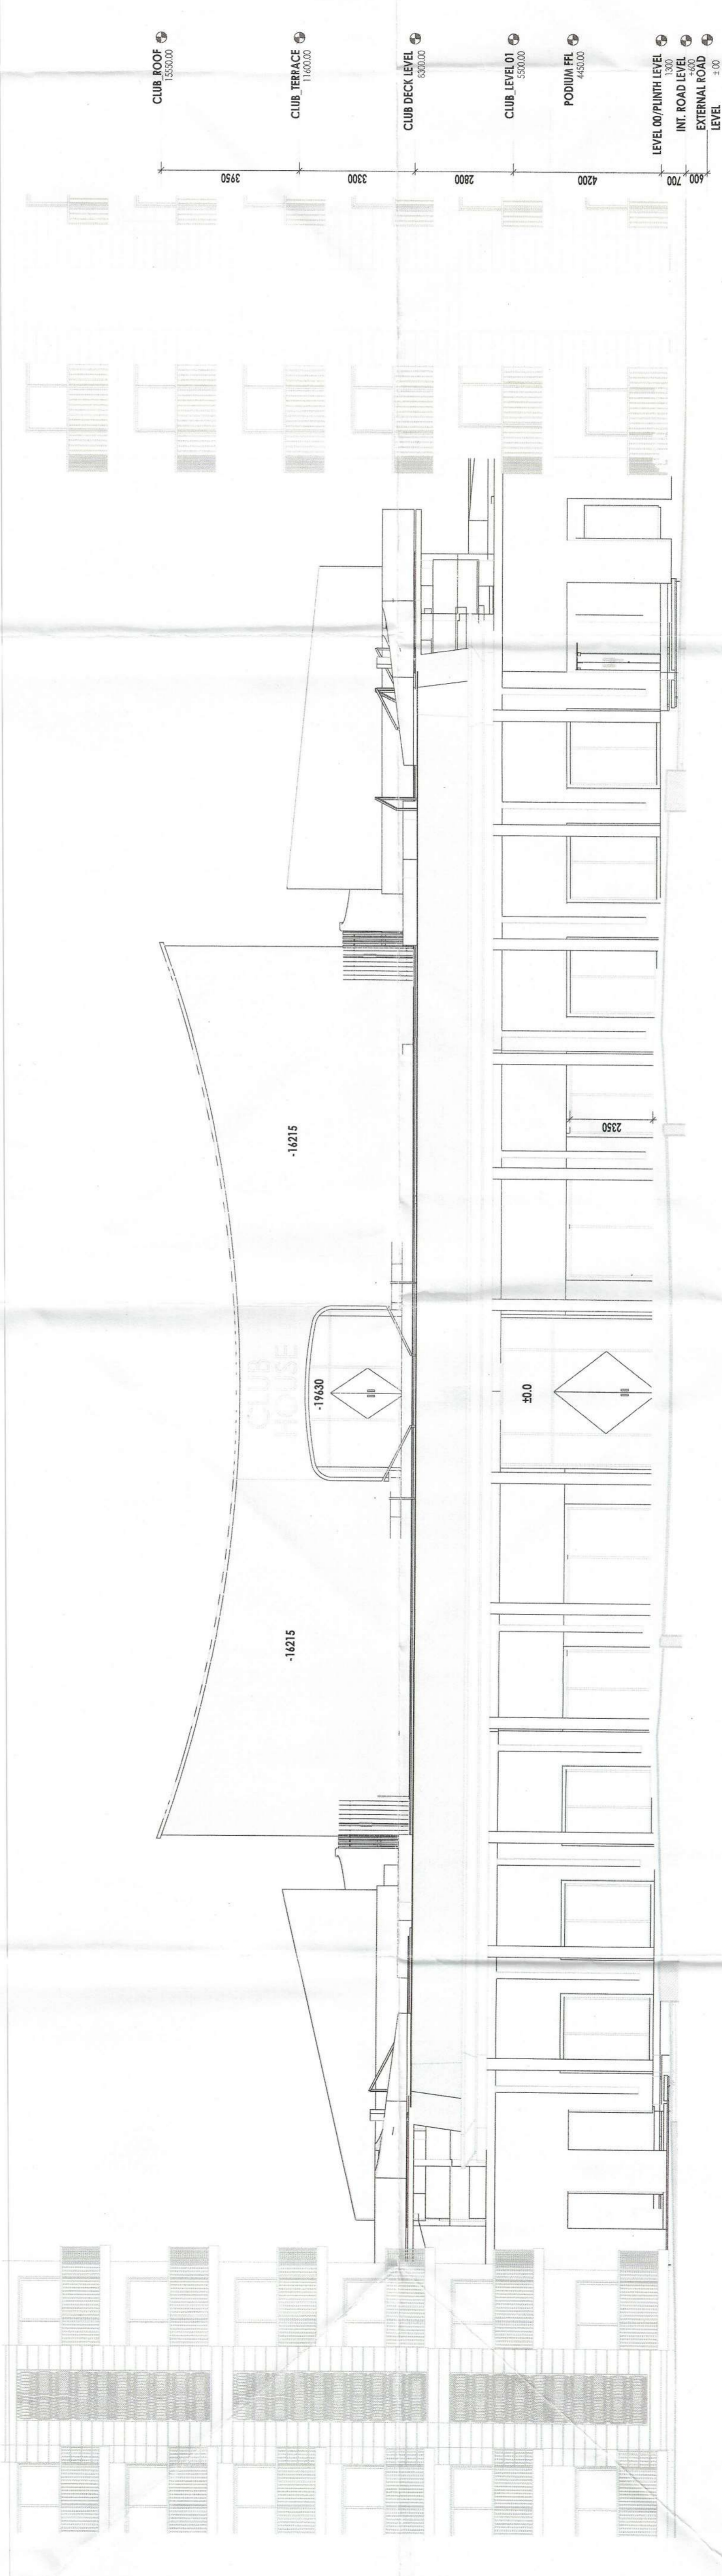 CLUB_ROOF
15550.00
3950
CLUB_TERRACE
11600.00
3300
CLUB DECK LEVEL
8300.00
2800
CLUB_LEVEL 01
5500.00
PODIUM FFL
4450.00
4200
LEVEL 00/PLINTH LEVEL
1300
700
INT. ROAD LEVEL
+600
600
EXTERNAL ROAD
LEVEL
±00
-16215
2350
CLUB
HOUSE
-19630
±0.0
-16215